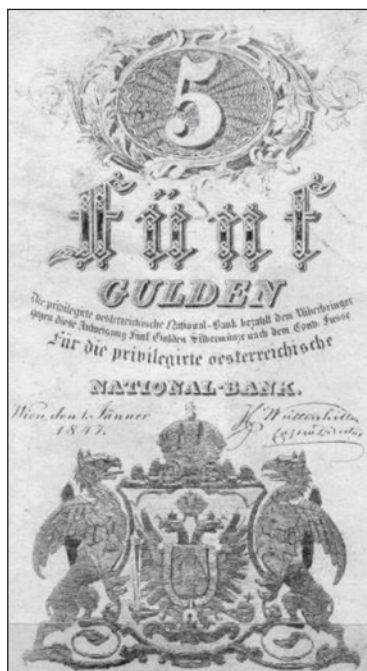 5
Fünf
GULDEN
Die privilegirte oesterreichische National-Bank bezahlt dem Uiberbringer
gegen diese Anweisung Fünf Gulden Silbermünze nach dem Conv. Fusse
Für die privilegirte oesterreichische
NATIONAL-BANK.
Wien, den 1. Jänner
1847.